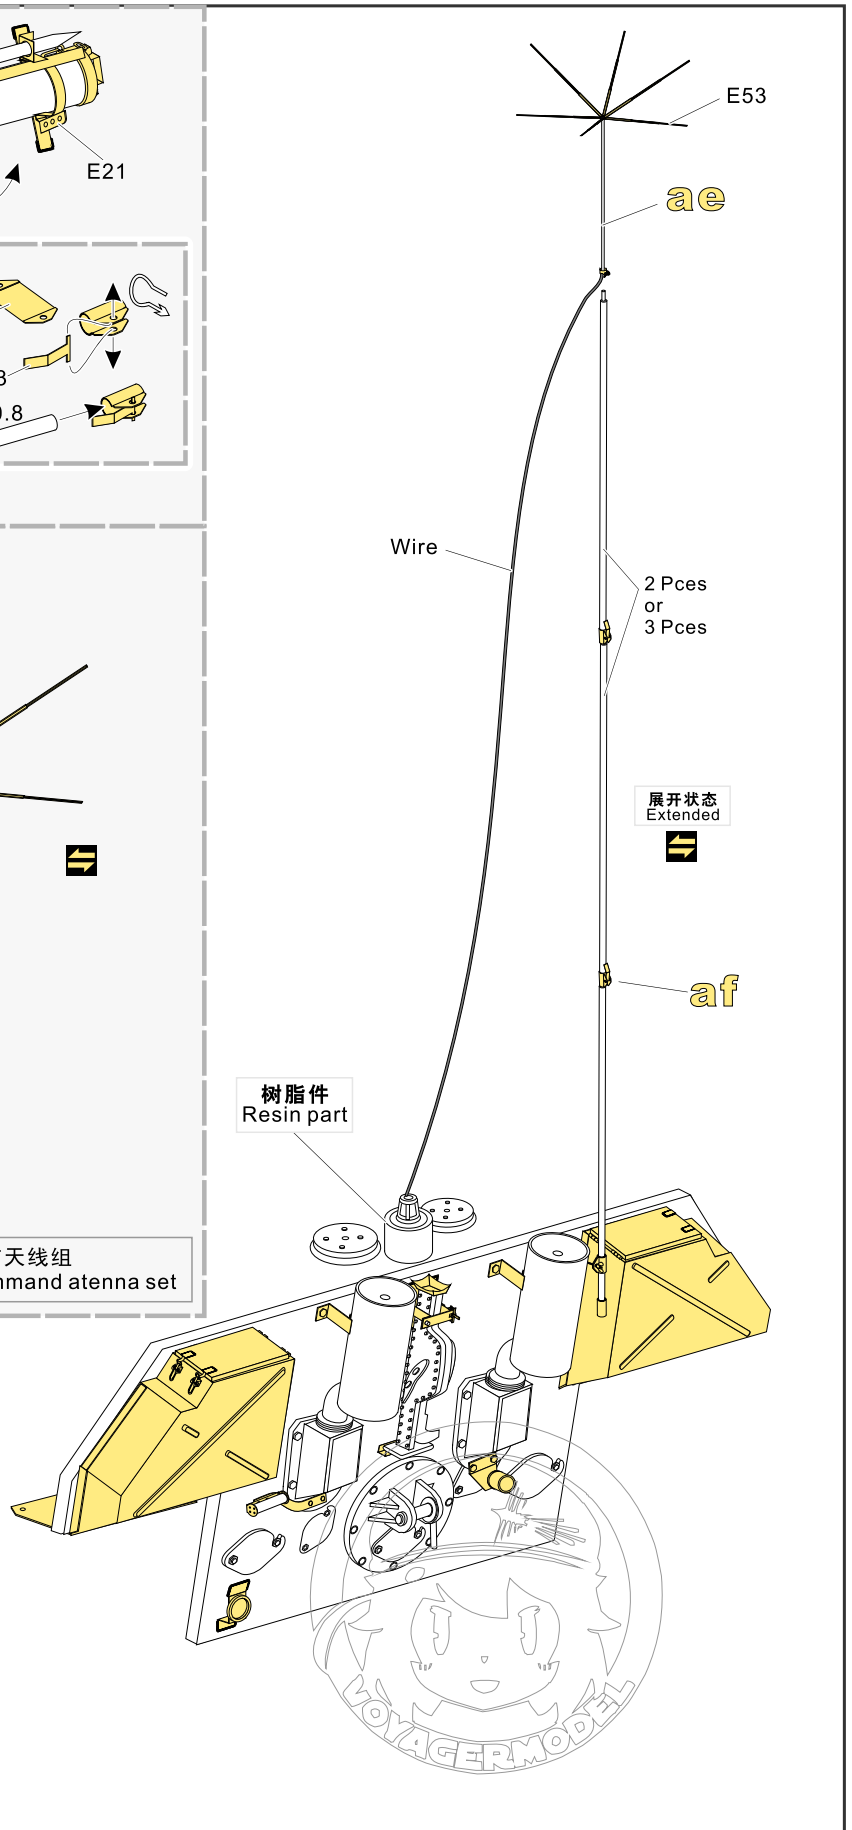 E53
E21
ae
.8
Wire
2 Pces
or
3 Pces
展开状态
Extended
af
树脂件
Resin part
天线组
mmand atenna set
VOYAGERMODEL